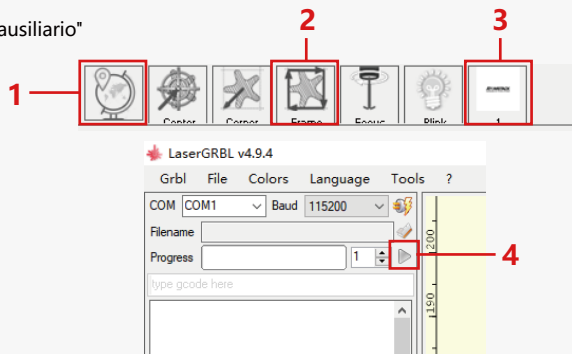 ausiliario"
2
3
1
Center
Corner
Frame
Focus
Blink
1
LaserGRBL v4.9.4
Grbl File Colors Language Tools ?
COM COM1 Baud 115200
Filename
Progress 1
4
type gcode here
200
190